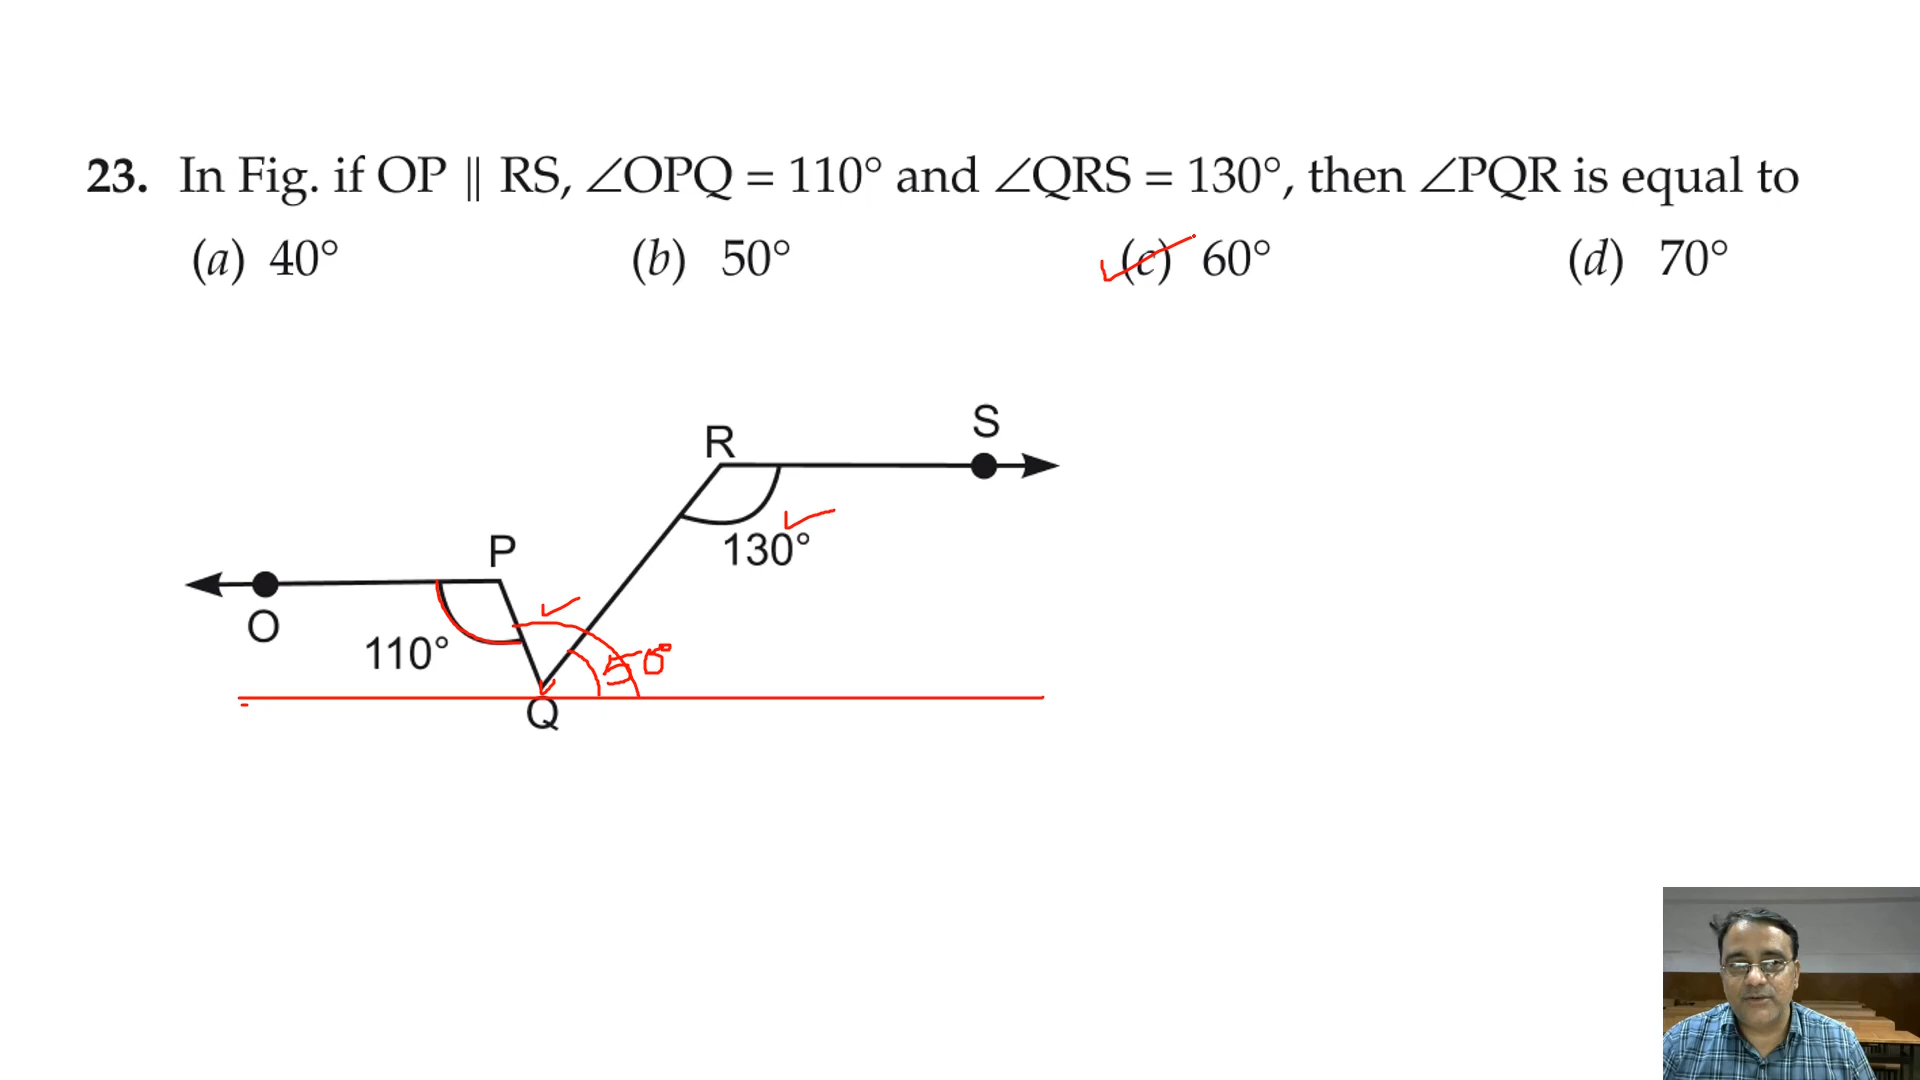 23. In Fig. if OP || RS, ∠OPQ = 110° and ∠QRS = 130°, then ∠PQR is equal to
(a) 40° (b) 50° (c) 60° (d) 70°
S
R
P
130°
O
110°
50°
Q